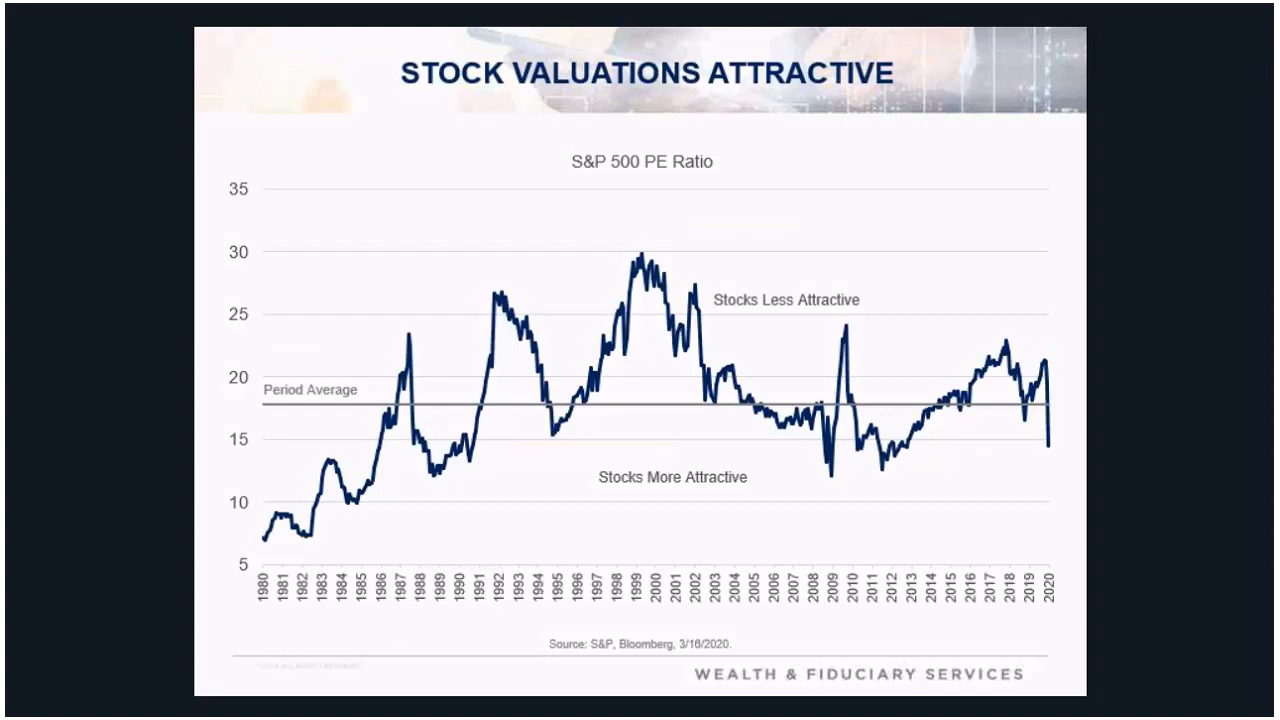 STOCK VALUATIONS ATTRACTIVE
S&P 500 PE Ratio
35
30
25
20
15
10
5
Stocks Less Attractive
Period Average
Stocks More Attractive
1980 1981 1982 1983 1984 1985 1986 1987 1988 1989 1990 1991 1992 1993 1994 1995 1996 1997 1998 1999 2000 2001 2002 2003 2004 2005 2006 2007 2008 2009 2010 2011 2012 2013 2014 2015 2016 2017 2018 2019 2020
Source: S&P, Bloomberg, 3/16/2020.
WEALTH & FIDUCIARY SERVICES